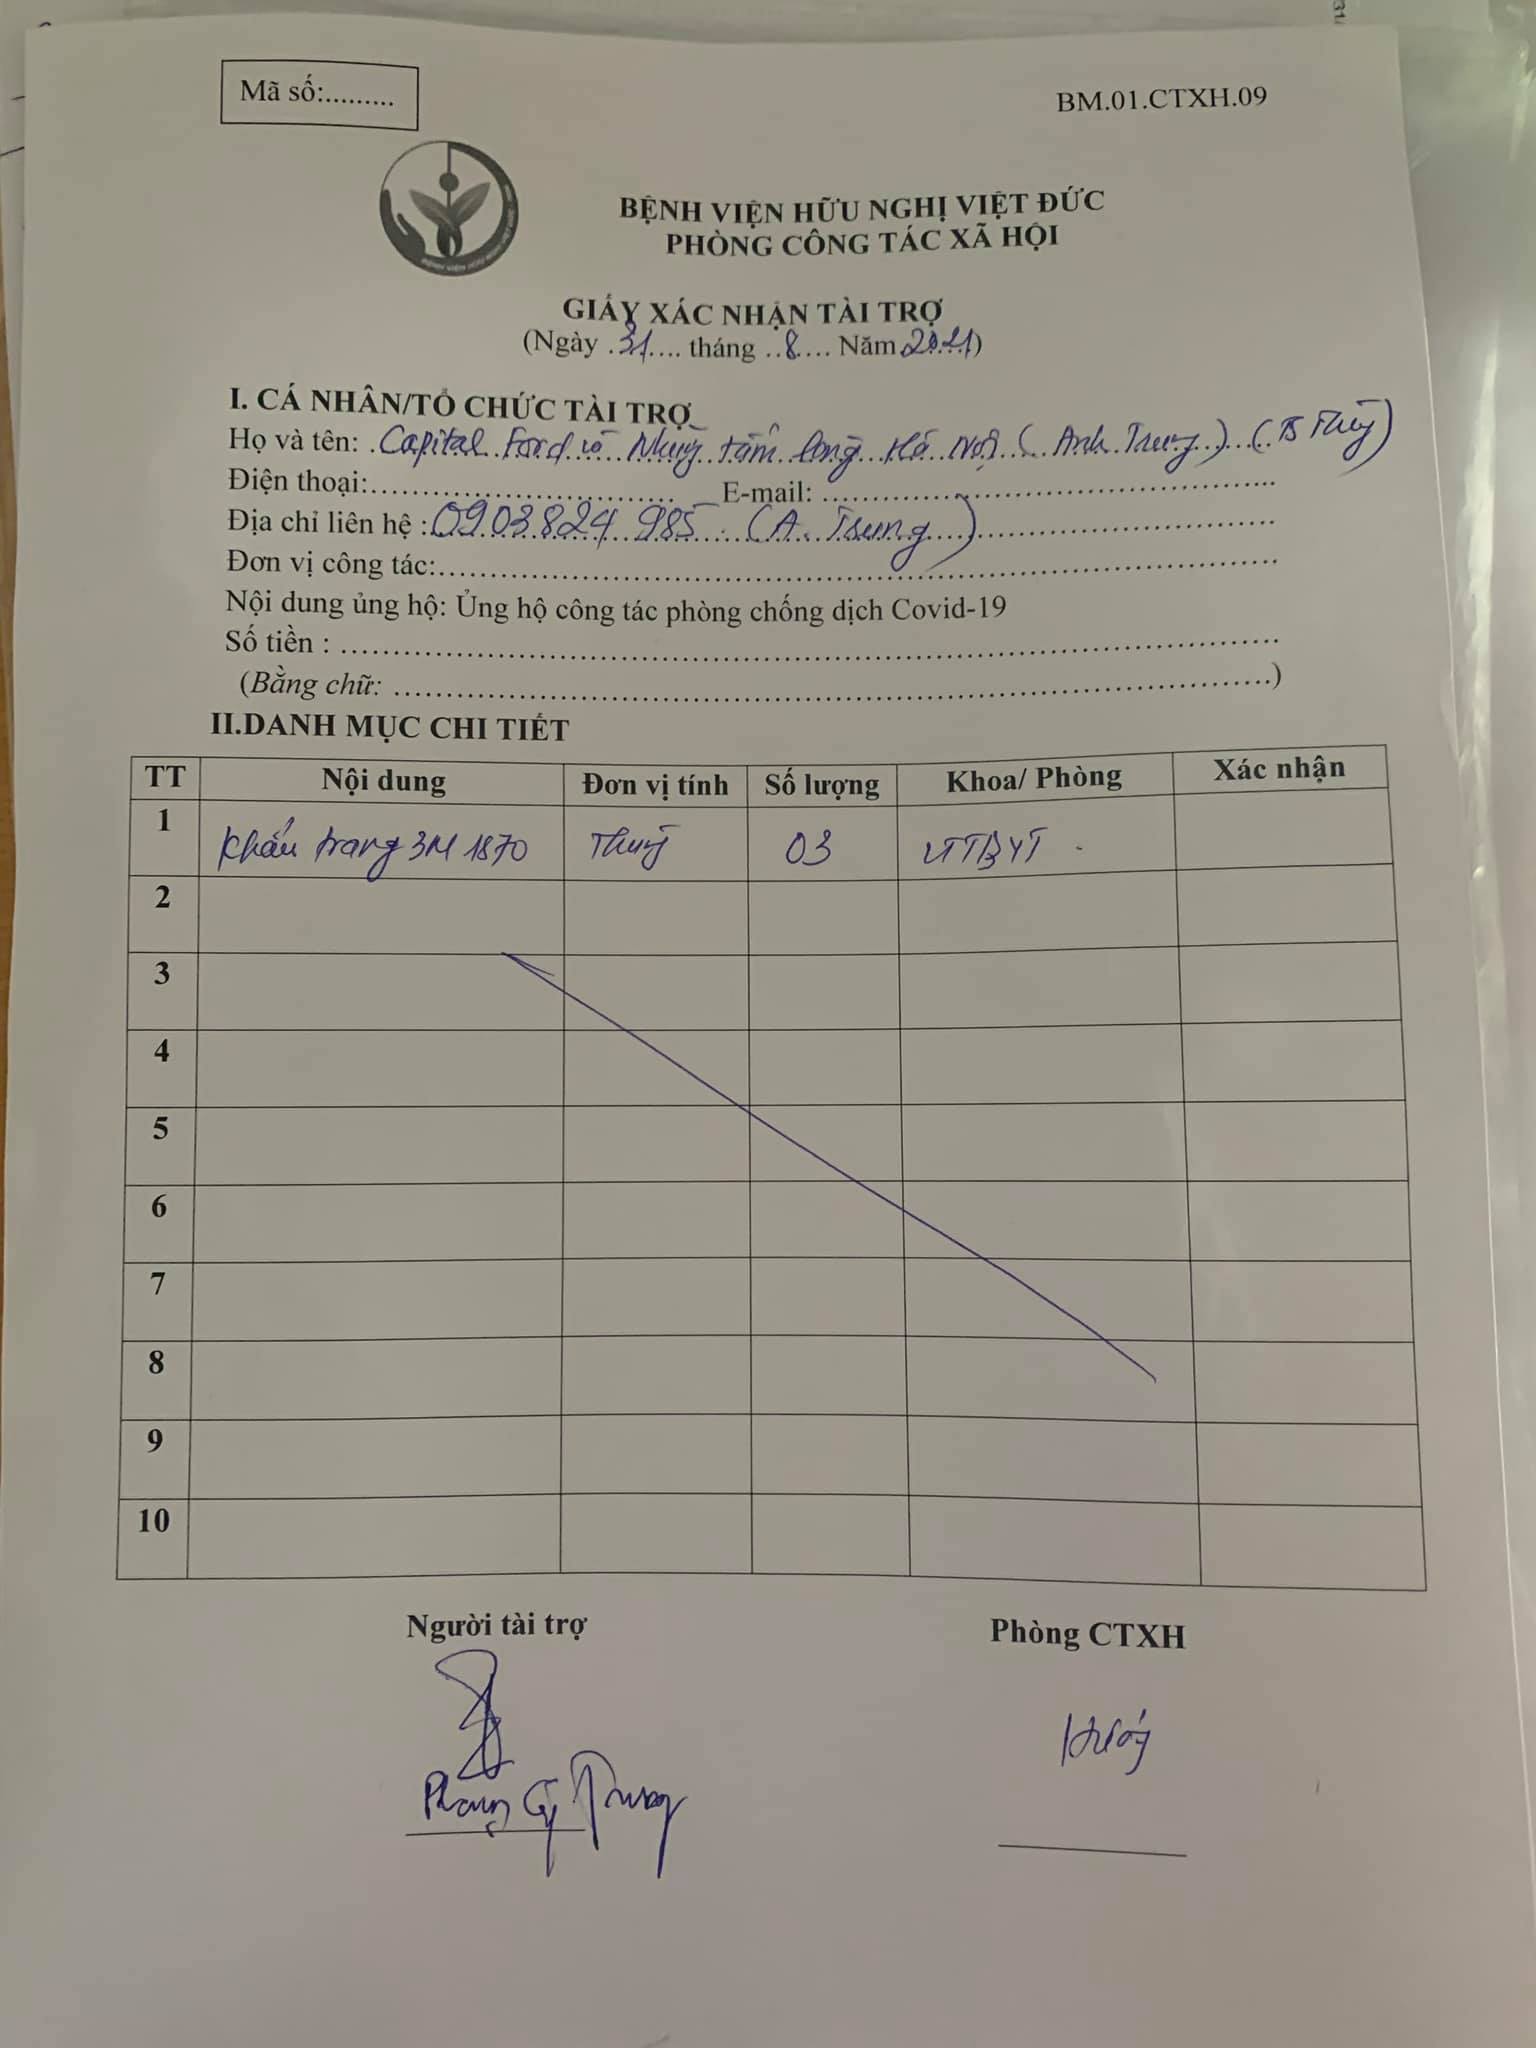 Mã số:.........
BM.01.CTXH.09
BỆNH VIỆN HỮU NGHỊ VIỆT ĐỨC
PHÒNG CÔNG TÁC XÃ HỘI
GIẤY XÁC NHẬN TÀI TRỢ
(Ngày 31 tháng 8 Năm 2021)
I. CÁ NHÂN/TỔ CHỨC TÀI TRỢ
Họ và tên: Capital Ford và Những tấm lòng Hà Nội (Anh Trung) (BS Thùy)
Điện thoại:.............................. E-mail: ..............................................
Địa chỉ liên hệ : 0903.824.985 (A. Trung)
Đơn vị công tác:..............................................................................
Nội dung ủng hộ: Ủng hộ công tác phòng chống dịch Covid-19
Số tiền : ..............................................................................
(Bằng chữ: ..............................................................................)
II.DANH MỤC CHI TIẾT
TT Nội dung Đơn vị tính Số lượng Khoa/ Phòng Xác nhận
1 Khẩu trang 3M 1870 Thùng 03 VTTBYT
2
3
4
5
6
7
8
9
10
Người tài trợ Phòng CTXH
Trung